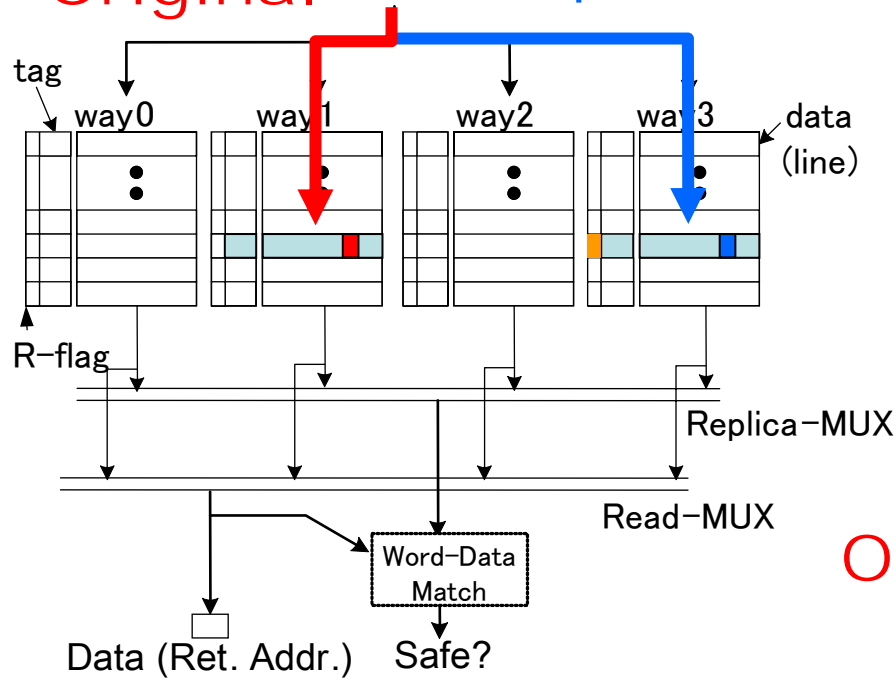 tag
way0 way1 way2 way3
data
(line)
R-flag
Replica-MUX
Read-MUX
Word-Data
Match
Data (Ret. Addr.)
Safe?